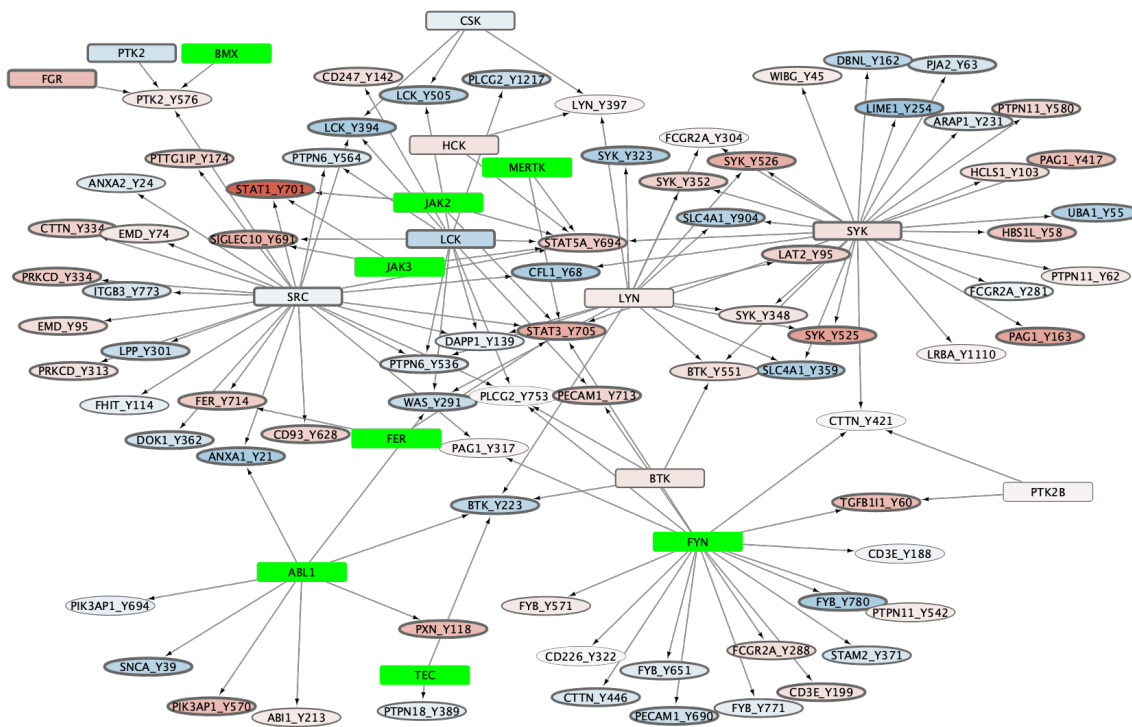 CSK
PTK2
BMX
DBNL_Y162
PJA2_Y63
FGR
CD247_Y142
PLCG2_Y1217
WIBG_Y45
PTK2_Y576
LCK_Y505
LYN_Y397
LIME1_Y254
PTPN11_Y580
ARAP1_Y231
LCK_Y394
HCK
FCGR2A_Y304
PTTG1IP_Y174
PTPN6_Y564
SYK_Y323
SYK_Y526
PAG1_Y417
MERTK
HCLS1_Y103
ANXA2_Y24
STAT1_Y701
SYK_Y352
JAK2
UBA1_Y55
SLC4A1_Y904
CTTN_Y334
EMD_Y74
SIGLEC10_Y691
LCK
STAT5A_Y694
SYK
HBS1L_Y58
LAT2_Y95
JAK3
CFL1_Y68
PRKCD_Y334
PTPN11_Y62
ITGB3_Y773
SRC
LYN
FCGR2A_Y281
SYK_Y348
EMD_Y95
STAT3_Y705
SYK_Y525
PAG1_Y163
DAPP1_Y139
LPP_Y301
LRBA_Y1110
PTPN6_Y536
PRKCD_Y313
BTK_Y551
SLC4A1_Y359
PLCG2_Y753
PECAM1_Y713
FHIT_Y114
FER_Y714
WAS_Y291
CTTN_Y421
DOK1_Y362
CD93_Y628
FER
PAG1_Y317
ANXA1_Y21
BTK
PTK2B
BTK_Y223
TGFB1I1_Y60
FYN
CD3E_Y188
ABL1
PIK3AP1_Y694
FYB_Y571
FYB_Y780
PTPN11_Y542
PXN_Y118
CD226_Y322
FCGR2A_Y288
STAM2_Y371
SNCA_Y39
FYB_Y651
TEC
CD3E_Y199
CTTN_Y446
PIK3AP1_Y570
ABI1_Y213
PTPN18_Y389
PECAM1_Y690
FYB_Y771